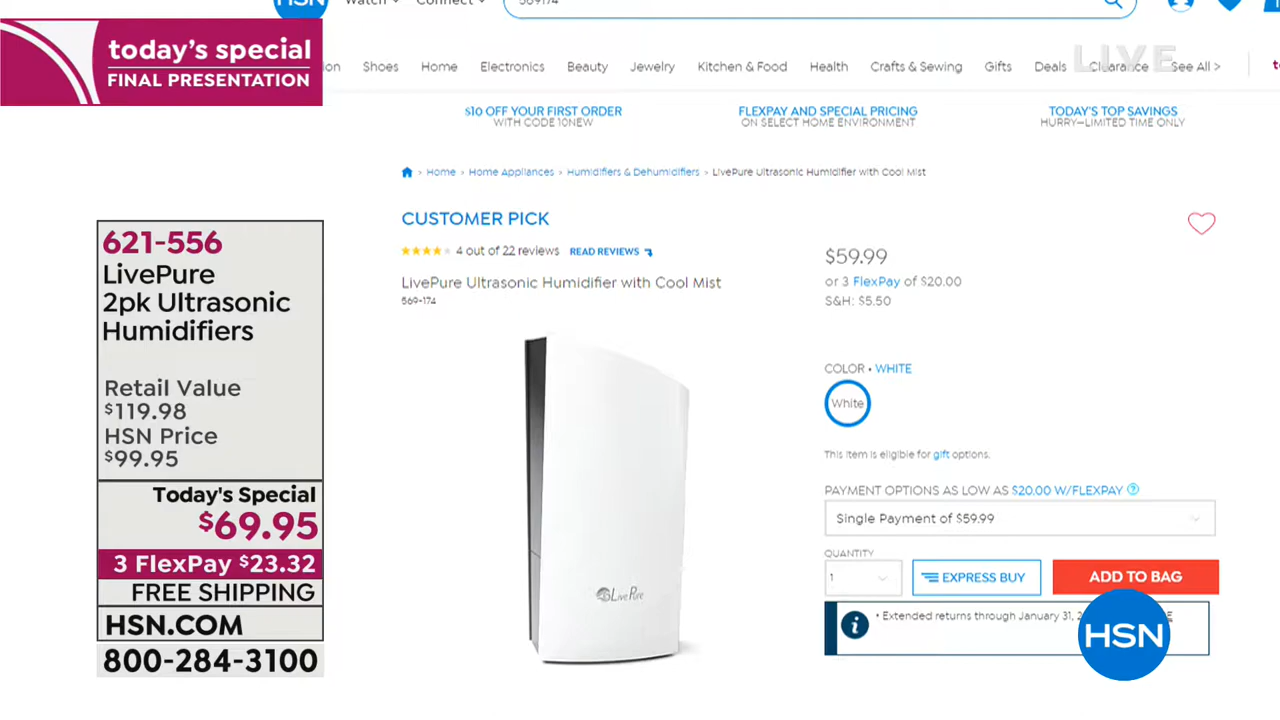 HSN
Watch
Connect
569174
today's special
FINAL PRESENTATION
LIVE
Shoes
Home
Electronics
Beauty
Jewelry
Kitchen & Food
Health
Crafts & Sewing
Gifts
Deals
Clearance
See All >
$10 OFF YOUR FIRST ORDER
WITH CODE 10NEW
FLEXPAY AND SPECIAL PRICING
ON SELECT HOME ENVIRONMENT
TODAY'S TOP SAVINGS
HURRY—LIMITED TIME ONLY
> Home > Home Appliances > Humidifiers & Dehumidifiers > LivePure Ultrasonic Humidifier with Cool Mist
621-556
LivePure
2pk Ultrasonic
Humidifiers
Retail Value
$119.98
HSN Price
$99.95
Today's Special
$69.95
3 FlexPay $23.32
FREE SHIPPING
HSN.COM
800-284-3100
CUSTOMER PICK
4 out of 22 reviews READ REVIEWS
LivePure Ultrasonic Humidifier with Cool Mist
569-174
LivePure
$59.99
or 3 FlexPay of $20.00
S&H: $5.50
COLOR • WHITE
White
This item is eligible for gift options.
PAYMENT OPTIONS AS LOW AS $20.00 W/FLEXPAY ?
Single Payment of $59.99
QUANTITY
1
EXPRESS BUY
ADD TO BAG
i
• Extended returns through January 31,
HSN